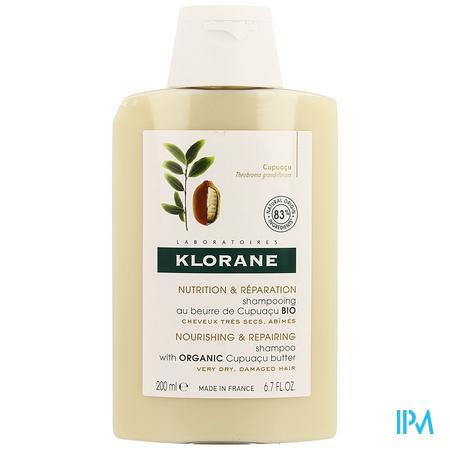 Cupuaçu
Theobroma grandiflorum
NATURAL ORIGIN
83%
INGREDIENTS
LABORATOIRES
KLORANE
NUTRITION & RÉPARATION
shampooing
au beurre de Cupuaçu BIO
CHEVEUX TRÈS SECS, ABÎMÉS
NOURISHING & REPAIRING
shampoo
with ORGANIC Cupuaçu butter
VERY DRY, DAMAGED HAIR
200 ml e MADE IN FRANCE 6.7 FL.OZ.
IPM